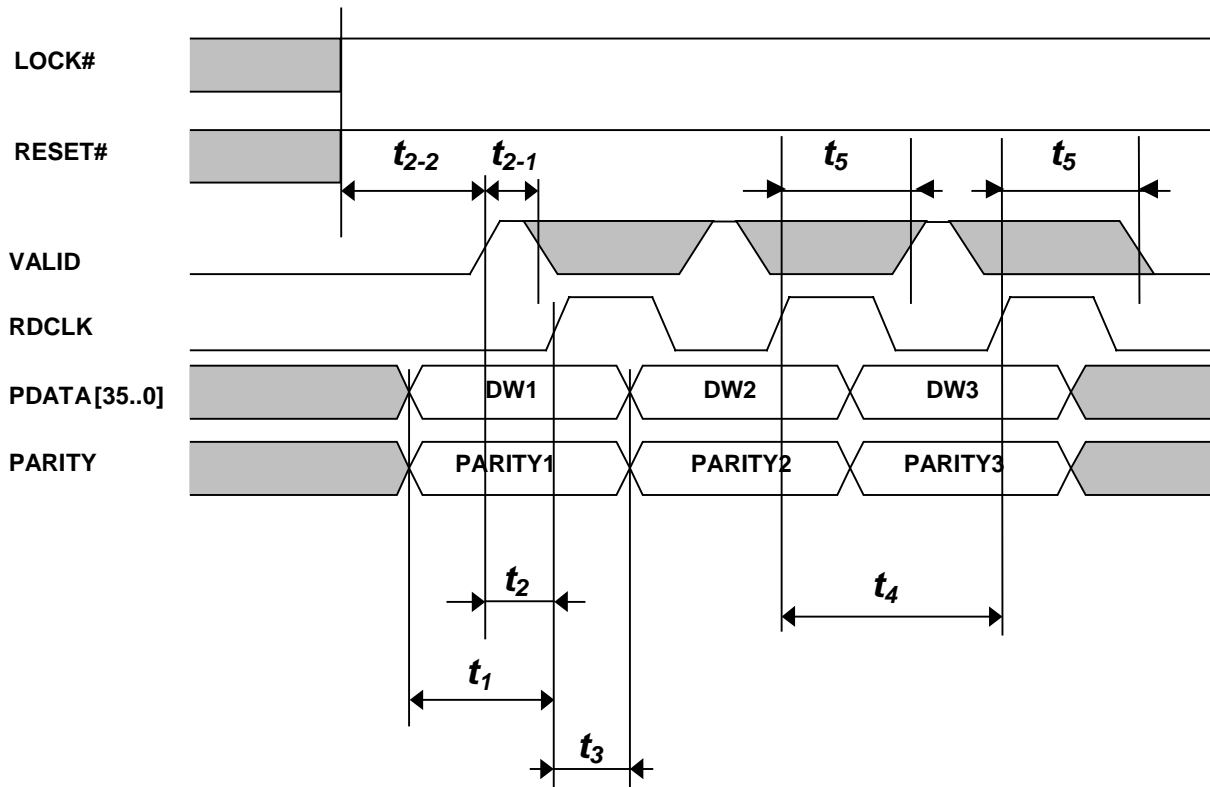 LOCK#
RESET#
t2-2 t2-1 t5 t5
VALID
RDCLK
PDATA[35..0] DW1 DW2 DW3
PARITY PARITY1 PARITY2 PARITY3
t2 t4
t1
t3